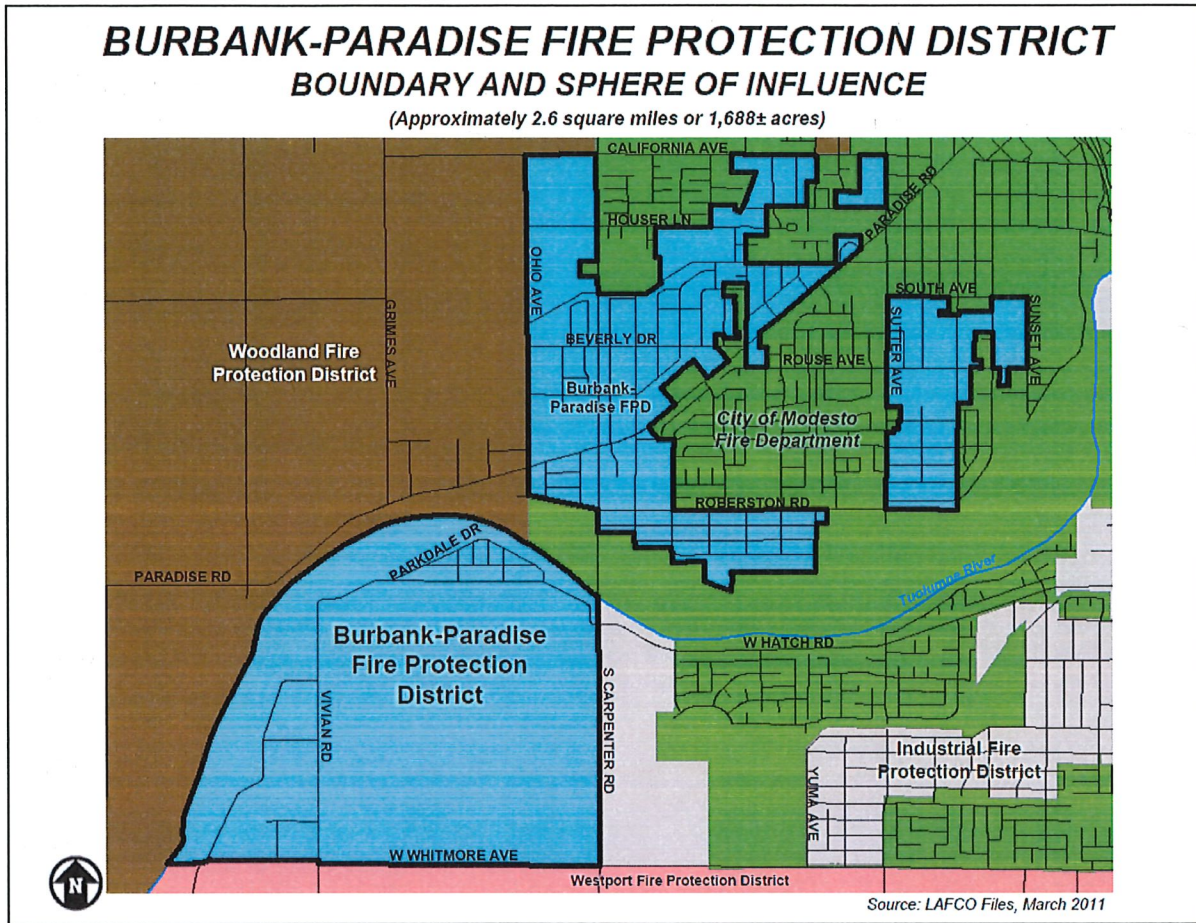 BURBANK-PARADISE FIRE PROTECTION DISTRICT
BOUNDARY AND SPHERE OF INFLUENCE
(Approximately 2.6 square miles or 1,688± acres)
CALIFORNIA AVE
HOUSER LN
PARADISE RD
OHIO AVE
GRIMES AVE
SOUTH AVE
SUTTER AVE
SUNSET AVE
BEVERLY DR
ROUSE AVE
Woodland Fire
Protection District
Burbank-
Paradise FPD
City of Modesto
Fire Department
ROBERSTON RD
PARKDALE DR
PARADISE RD
Tuolumne River
W HATCH RD
Burbank-Paradise
Fire Protection
District
VIVIAN RD
S CARPENTER RD
Industrial Fire
Protection District
YUMA AVE
W WHITMORE AVE
Westport Fire Protection District
N
Source: LAFCO Files, March 2011